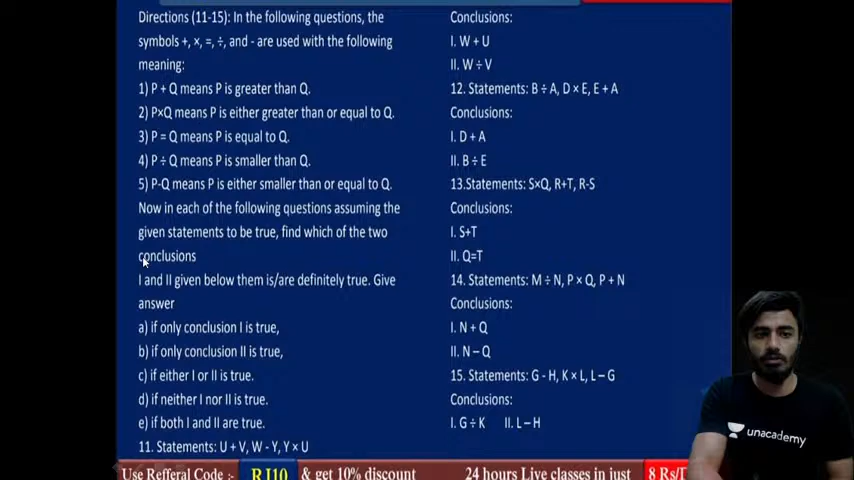 Directions (11-15): In the following questions, the
symbols +, ×, =, ÷, and - are used with the following
meaning:
1) P + Q means P is greater than Q.
2) P×Q means P is either greater than or equal to Q.
3) P = Q means P is equal to Q.
4) P ÷ Q means P is smaller than Q.
5) P-Q means P is either smaller than or equal to Q.
Now in each of the following questions assuming the
given statements to be true, find which of the two
conclusions
I and II given below them is/are definitely true. Give
answer
a) if only conclusion I is true,
b) if only conclusion II is true,
c) if either I or II is true.
d) if neither I nor II is true.
e) if both I and II are true.
11. Statements: U + V, W - Y, Y × U
Conclusions:
I. W + U
II. W ÷ V
12. Statements: B ÷ A, D × E, E + A
Conclusions:
I. D + A
II. B ÷ E
13.Statements: S×Q, R+T, R-S
Conclusions:
I. S+T
II. Q=T
14. Statements: M ÷ N, P × Q, P + N
Conclusions:
I. N + Q
II. N – Q
15. Statements: G - H, K × L, L – G
Conclusions:
I. G ÷ K II. L – H
unacademy
Use Refferal Code :- RJ10 & get 10% discount 24 hours Live classes in just 8 Rs/